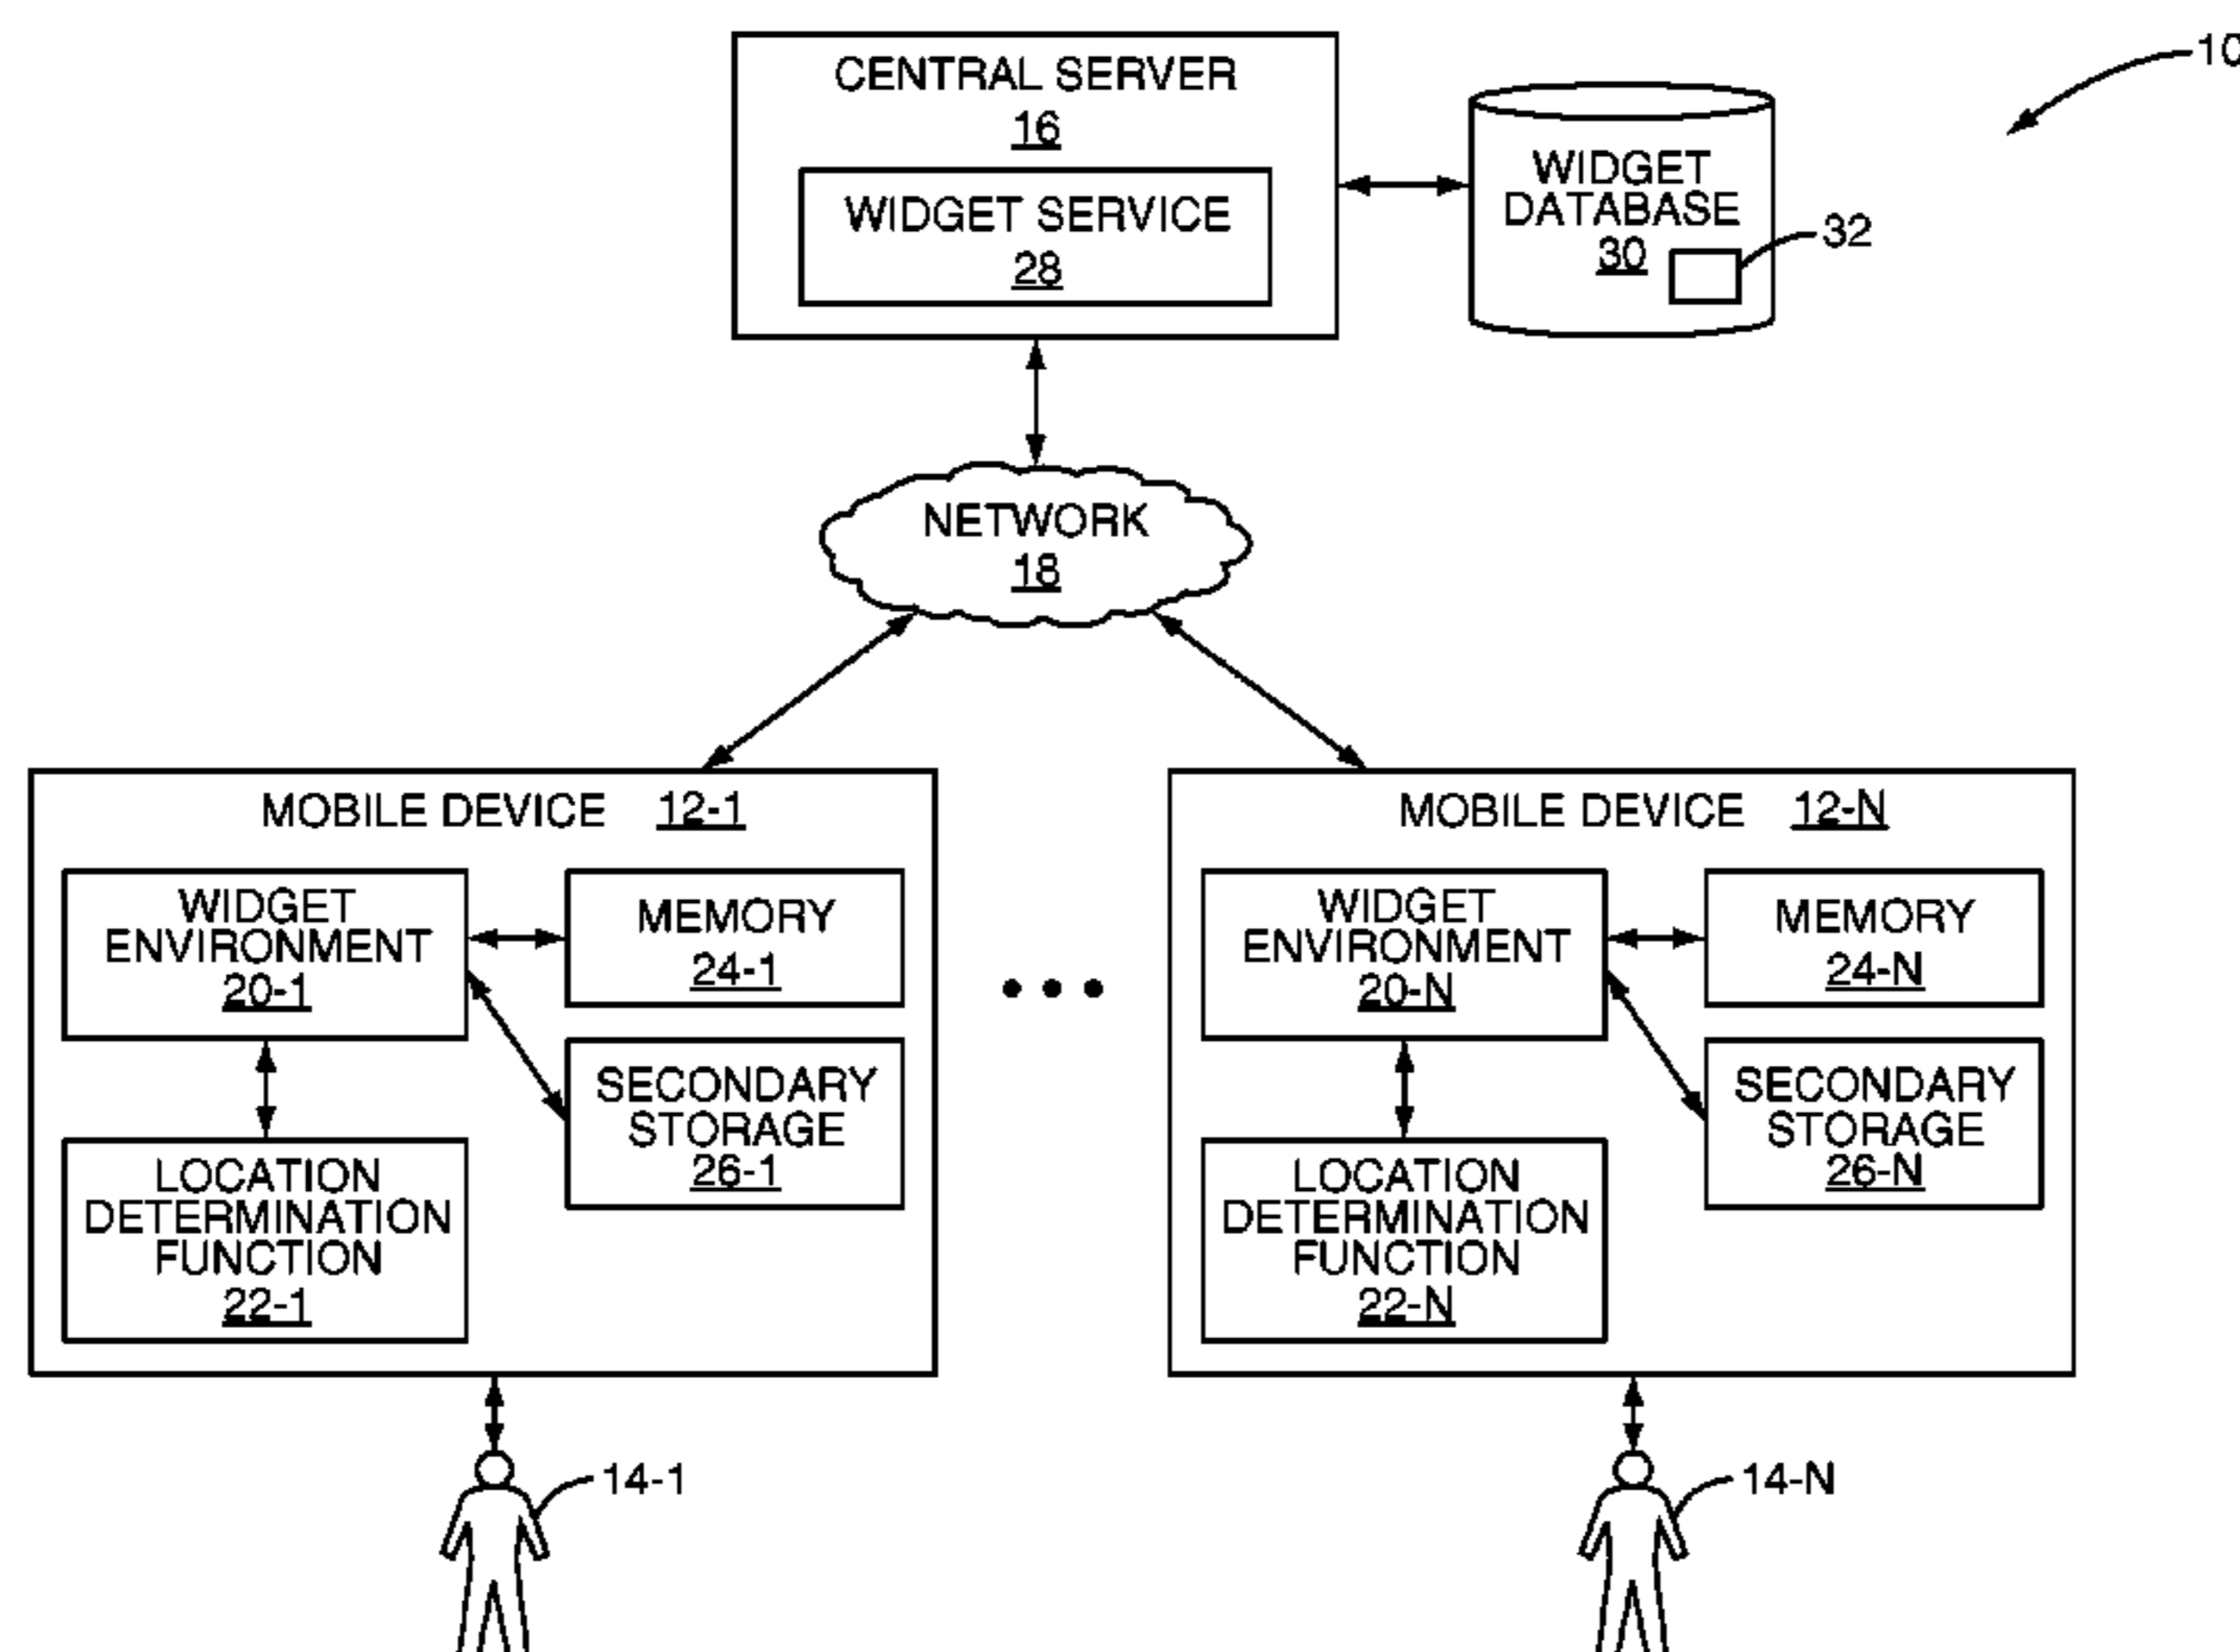 CENTRAL SERVER
16
WIDGET SERVICE
28
WIDGET
DATABASE
30
32
10
NETWORK
18
MOBILE DEVICE 12-1
WIDGET
ENVIRONMENT
20-1
MEMORY
24-1
SECONDARY
STORAGE
26-1
LOCATION
DETERMINATION
FUNCTION
22-1
14-1
MOBILE DEVICE 12-N
WIDGET
ENVIRONMENT
20-N
MEMORY
24-N
SECONDARY
STORAGE
26-N
LOCATION
DETERMINATION
FUNCTION
22-N
14-N